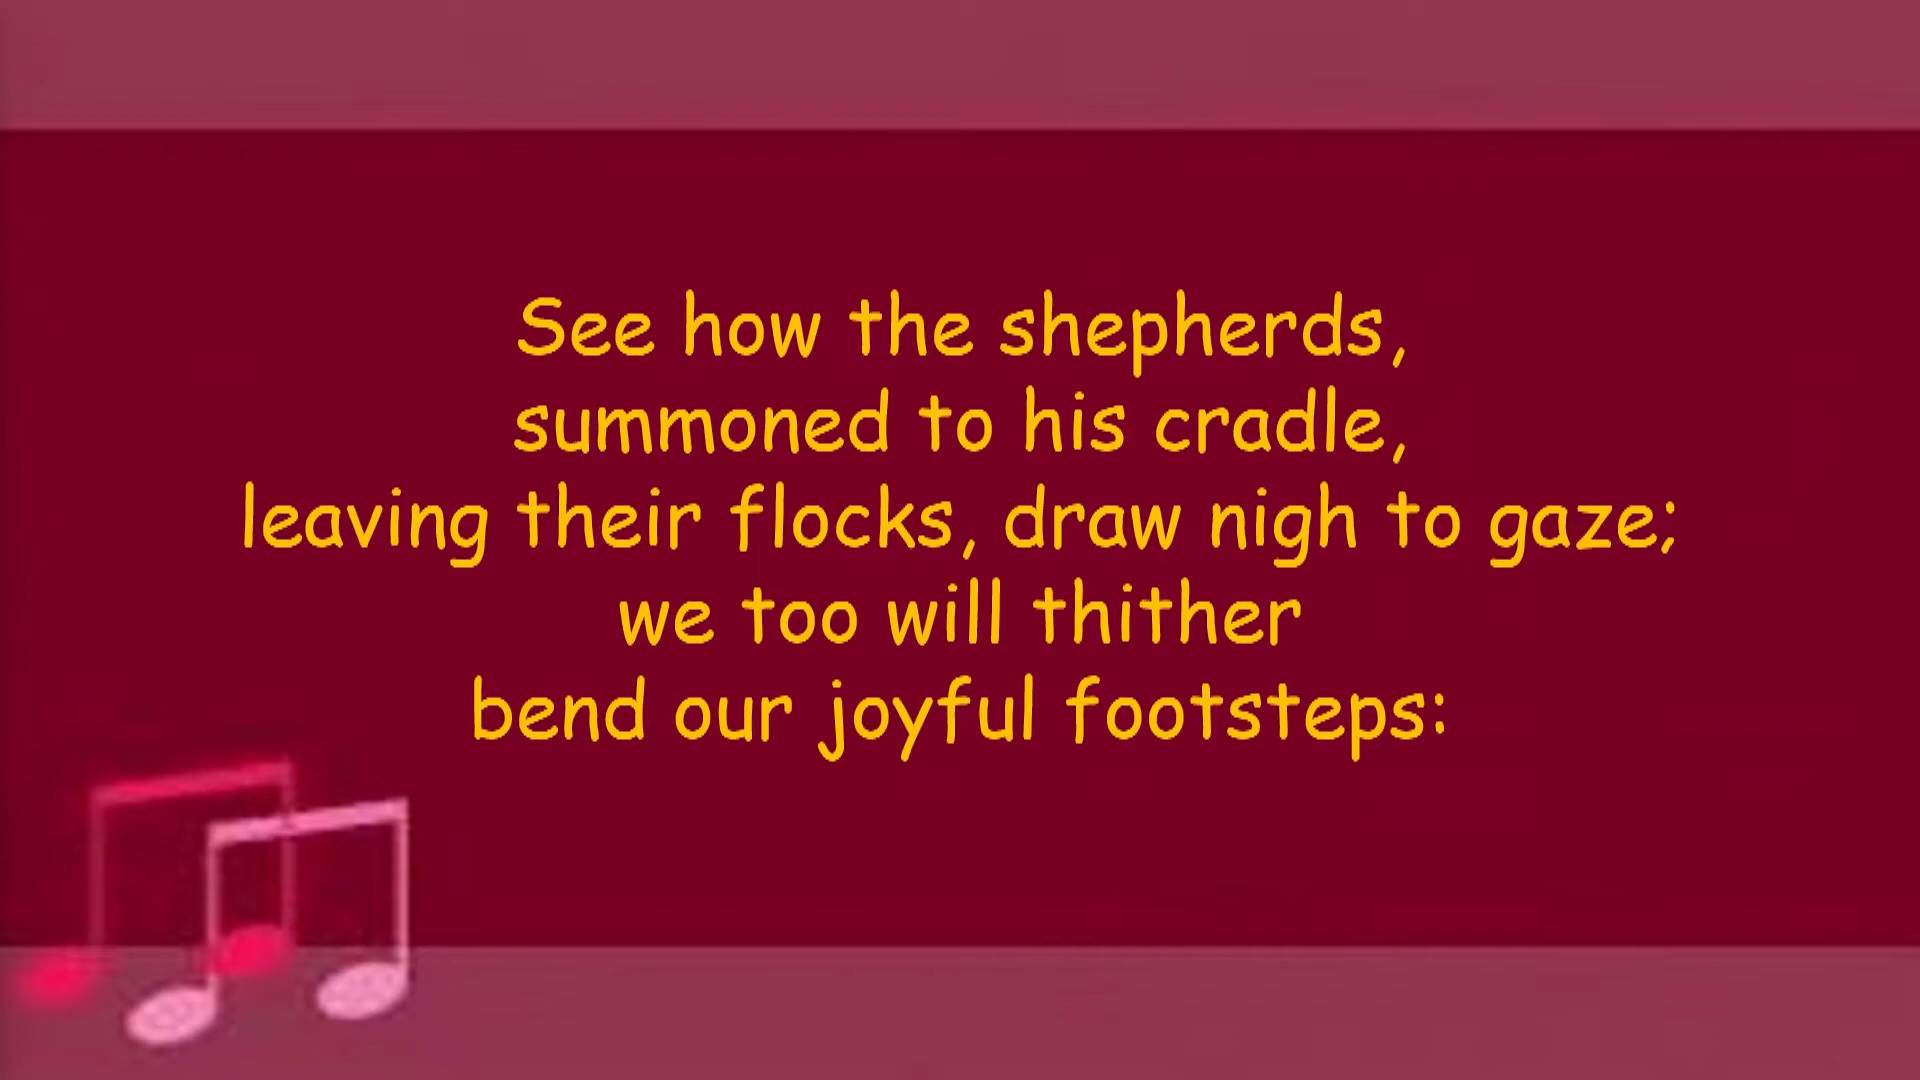 See how the shepherds,
summoned to his cradle,
leaving their flocks, draw nigh to gaze;
we too will thither
bend our joyful footsteps: